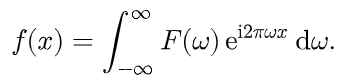 f(x) = ∫_{-∞}^{∞} F(ω) e^{i2πωx} dω.